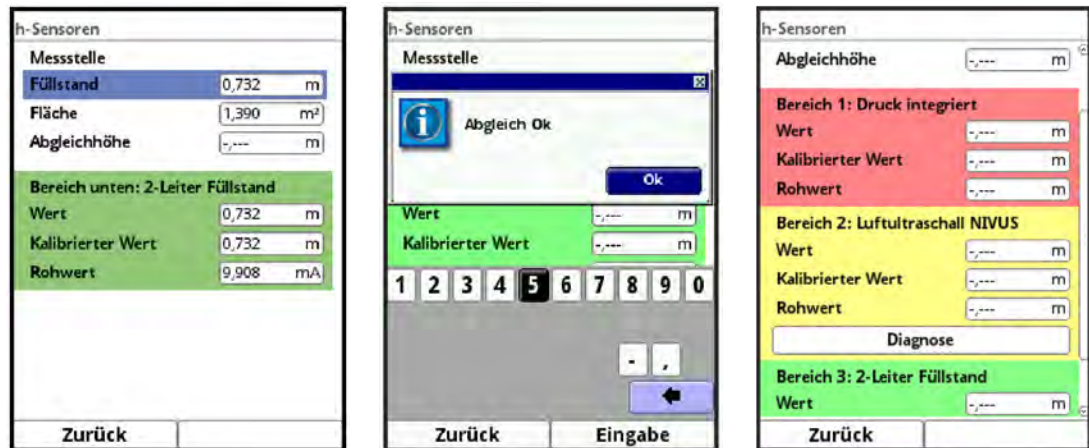 h-Sensoren
Messstelle
Füllstand 0,732 m
Fläche 1,390 m²
Abgleichhöhe -,--- m
Bereich unten: 2-Leiter Füllstand
Wert 0,732 m
Kalibrierter Wert 0,732 m
Rohwert 9,908 mA
Zurück
h-Sensoren
Messstelle
Abgleich Ok
Ok
Wert -,--- m
Kalibrierter Wert -,--- m
1 2 3 4 5 6 7 8 9 0
- ,
Zurück Eingabe
h-Sensoren
Abgleichhöhe -,--- m
Bereich 1: Druck integriert
Wert -,--- m
Kalibrierter Wert -,--- m
Rohwert -,--- m
Bereich 2: Luftultraschall NIVUS
Wert -,--- m
Kalibrierter Wert -,--- m
Rohwert -,--- m
Diagnose
Bereich 3: 2-Leiter Füllstand
Wert -,--- m
Zurück